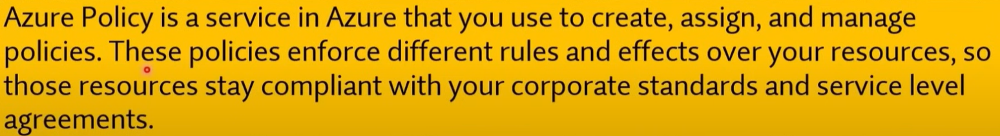 Azure Policy is a service in Azure that you use to create, assign, and manage
policies. These policies enforce different rules and effects over your resources, so
those resources stay compliant with your corporate standards and service level
agreements.